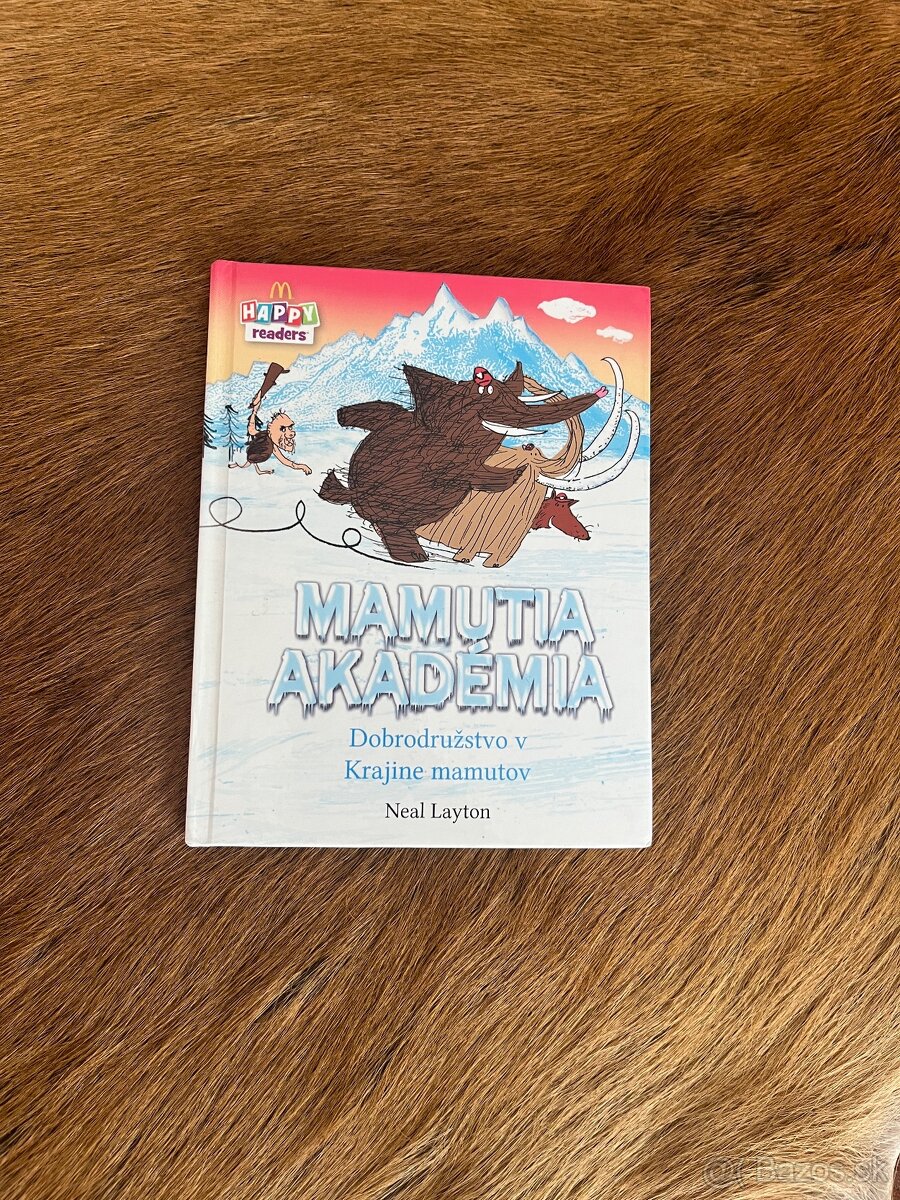 HAPPY
readers
MAMUTIA
AKADÉMIA
Dobrodružstvo v
Krajine mamutov
Neal Layton
Bazos.sk